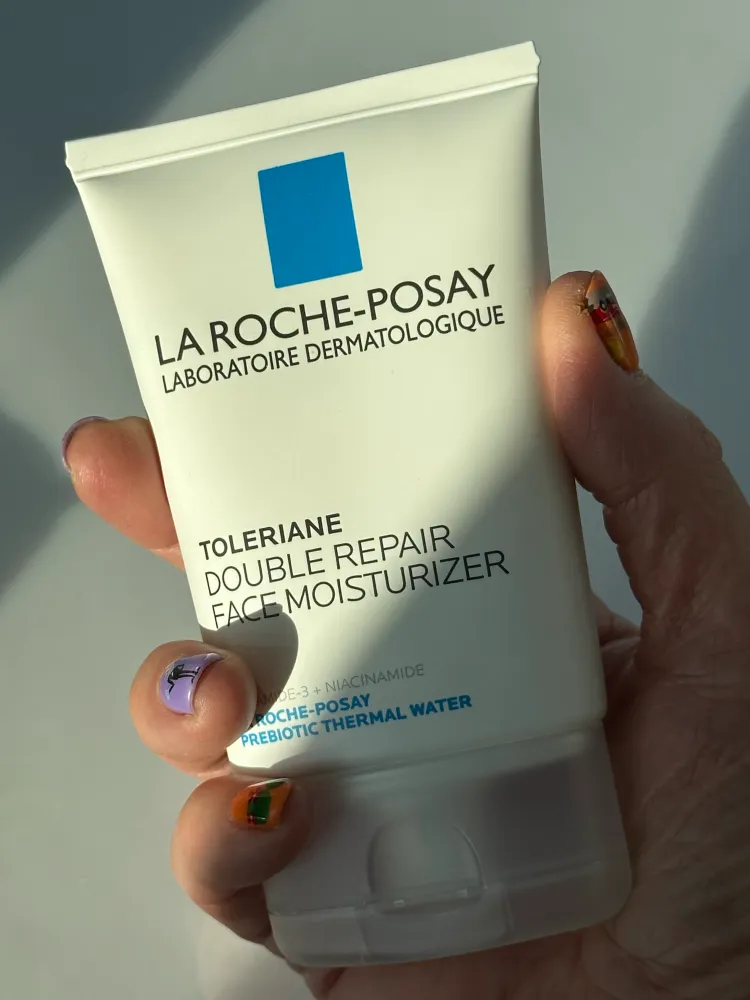 LA ROCHE-POSAY
LABORATOIRE DERMATOLOGIQUE
TOLERIANE
DOUBLE REPAIR
FACE MOISTURIZER
+ NIACINAMIDE
ROCHE-POSAY
PREBIOTIC THERMAL WATER